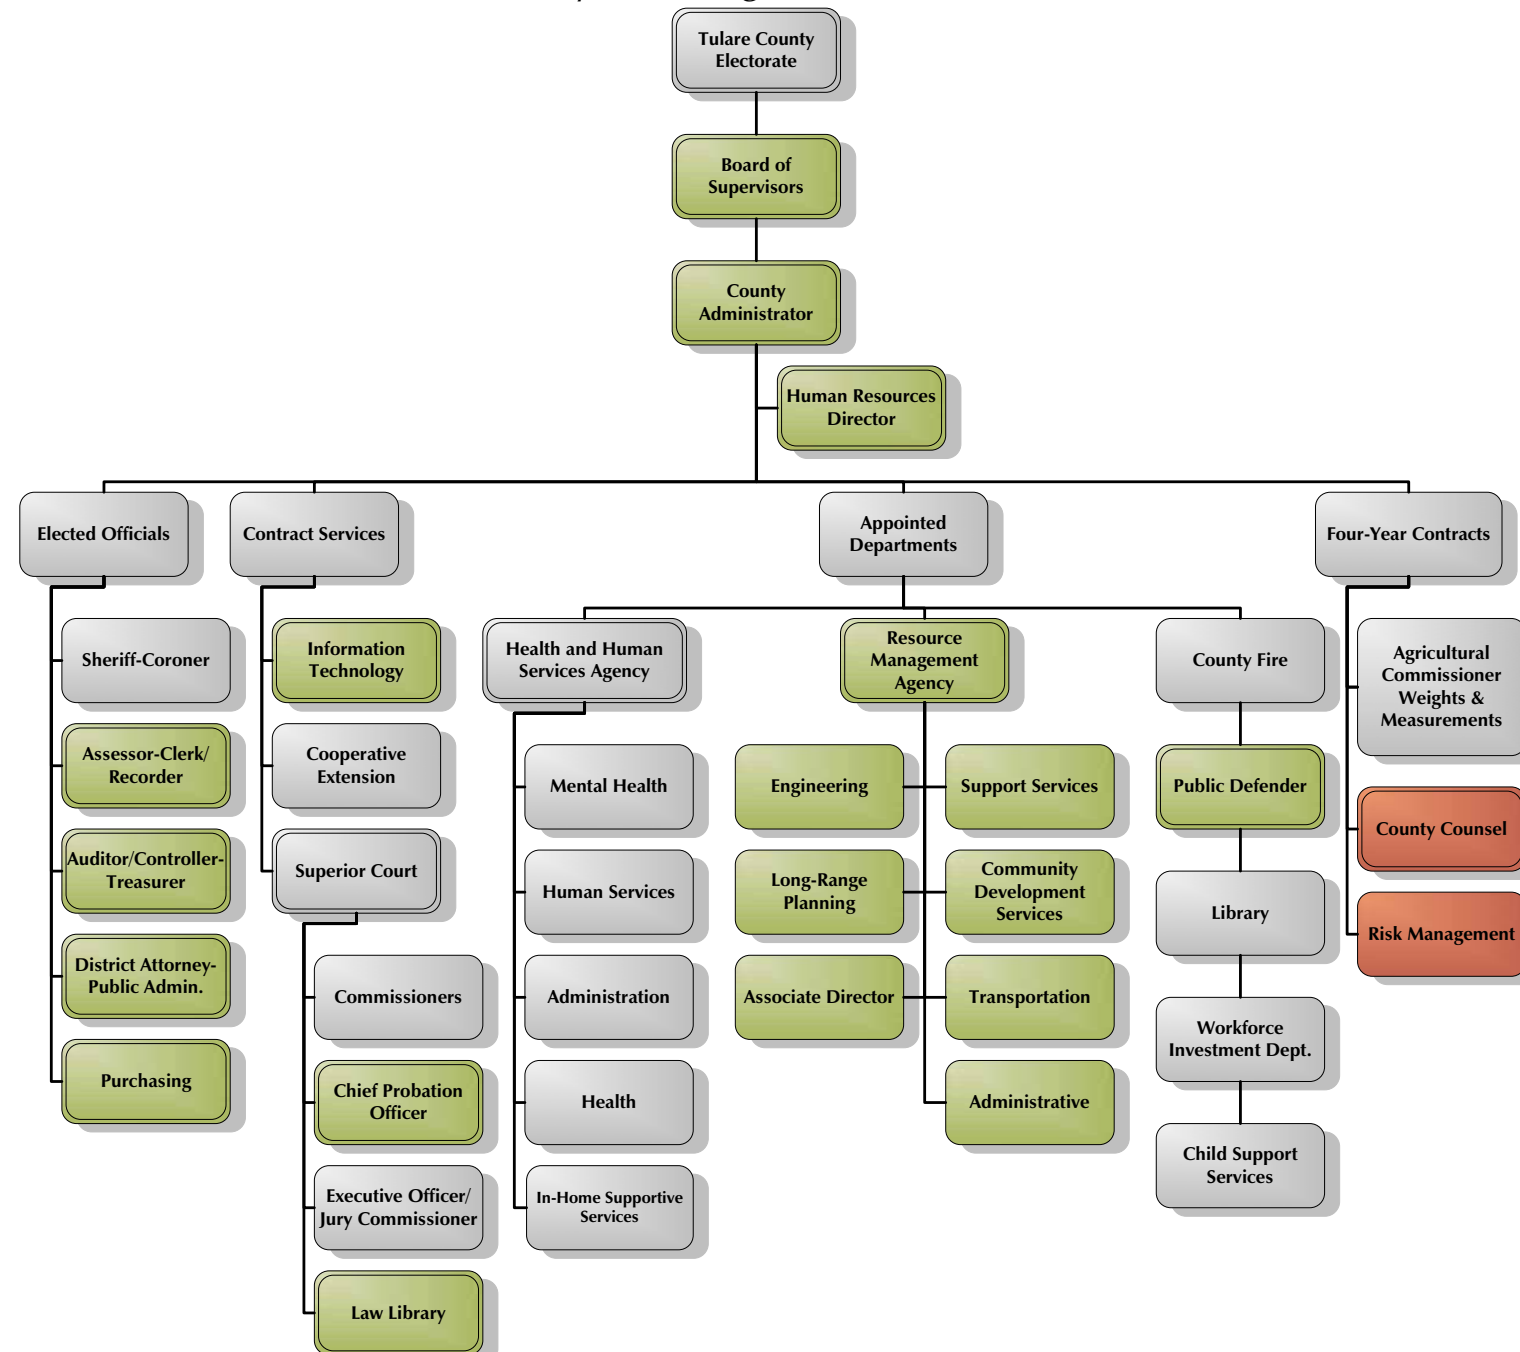 Tulare County
Electorate
Board of
Supervisors
County
Administrator
Human Resources
Director
Elected Officials
Contract Services
Appointed
Departments
Four-Year Contracts
Sheriff-Coroner
Assessor-Clerk/
Recorder
Auditor/Controller-
Treasurer
District Attorney-
Public Admin.
Purchasing
Information
Technology
Cooperative
Extension
Superior Court
Commissioners
Chief Probation
Officer
Executive Officer/
Jury Commissioner
Law Library
Health and Human
Services Agency
Mental Health
Human Services
Administration
Health
In-Home Supportive
Services
Resource
Management
Agency
Engineering
Support Services
Long-Range
Planning
Community
Development
Services
Associate Director
Transportation
Administrative
County Fire
Public Defender
Library
Workforce
Investment Dept.
Child Support
Services
Agricultural
Commissioner
Weights &
Measurements
County Counsel
Risk Management